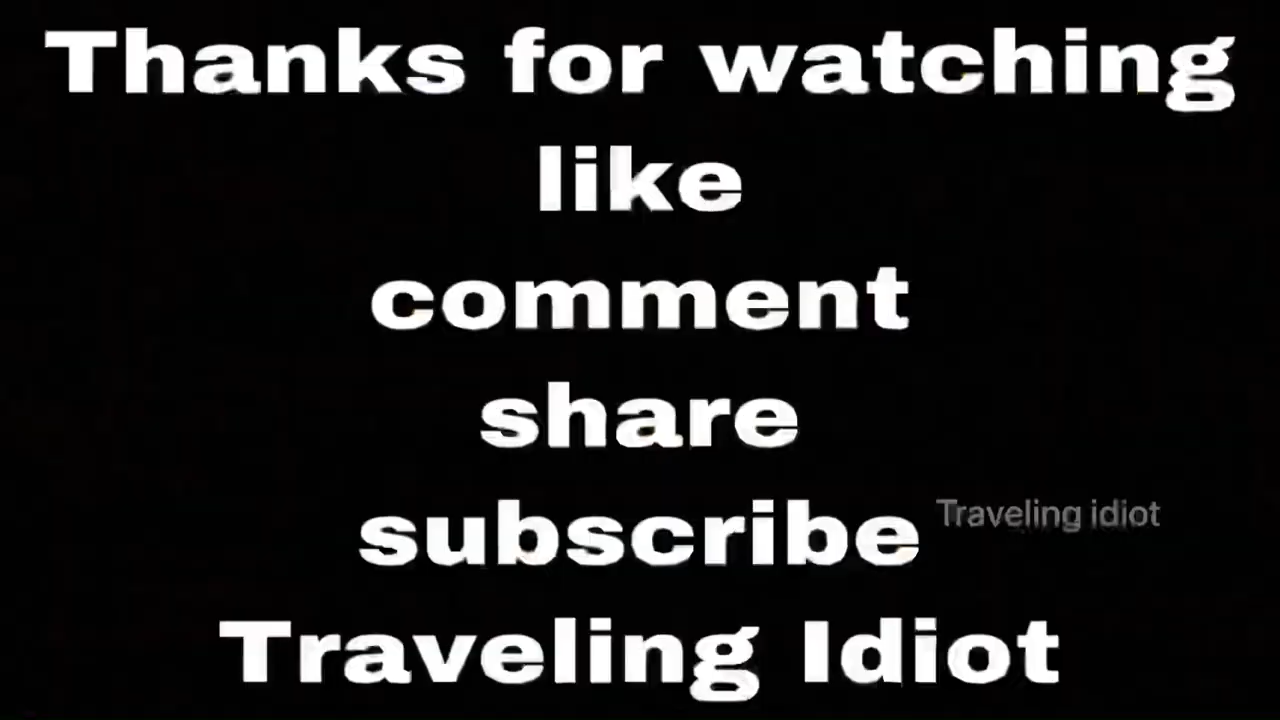 Thanks for watching
like
comment
share
subscribe
Traveling idiot
Traveling Idiot